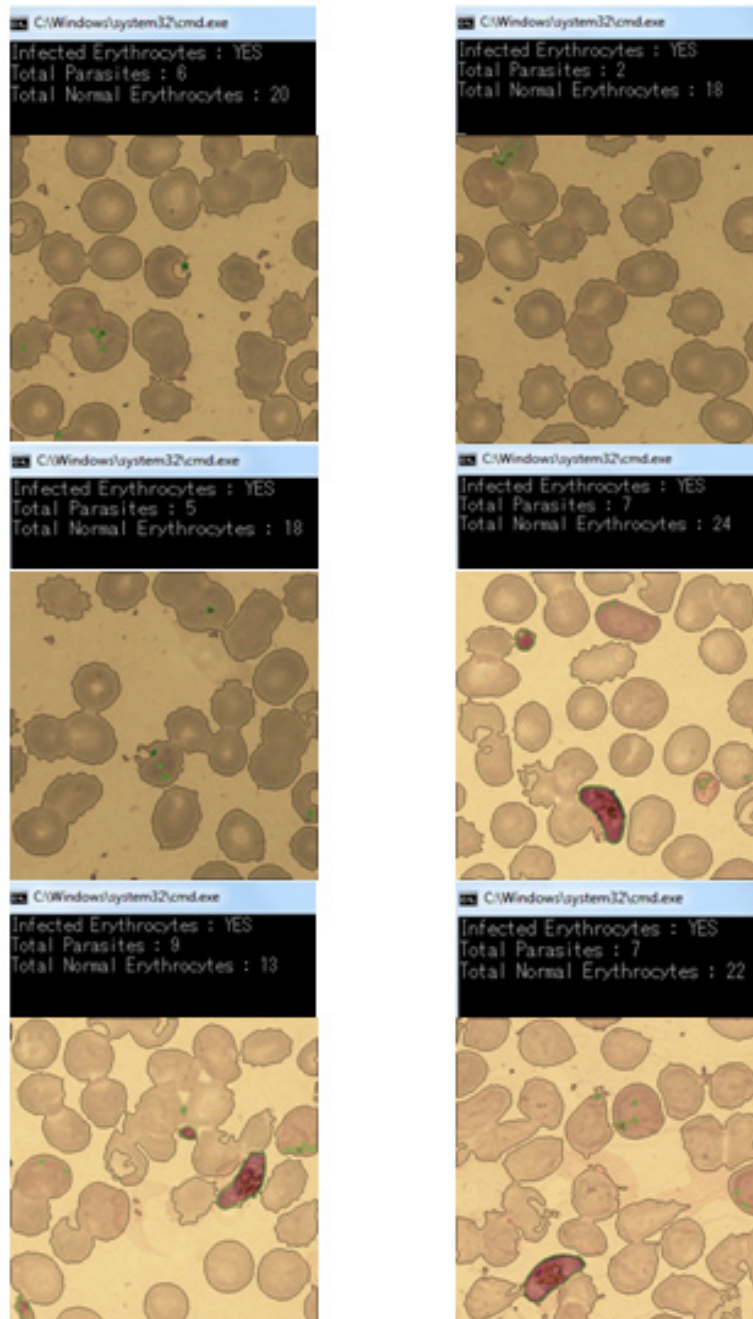 C:\Windows\system32\cmd.exe
Infected Erythrocytes : YES
Total Parasites : 6
Total Normal Erythrocytes : 20
C:\Windows\system32\cmd.exe
Infected Erythrocytes : YES
Total Parasites : 2
Total Normal Erythrocytes : 18
C:\Windows\system32\cmd.exe
Infected Erythrocytes : YES
Total Parasites : 5
Total Normal Erythrocytes : 18
C:\Windows\system32\cmd.exe
Infected Erythrocytes : YES
Total Parasites : 7
Total Normal Erythrocytes : 24
C:\Windows\system32\cmd.exe
Infected Erythrocytes : YES
Total Parasites : 9
Total Normal Erythrocytes : 13
C:\Windows\system32\cmd.exe
Infected Erythrocytes : YES
Total Parasites : 7
Total Normal Erythrocytes : 22